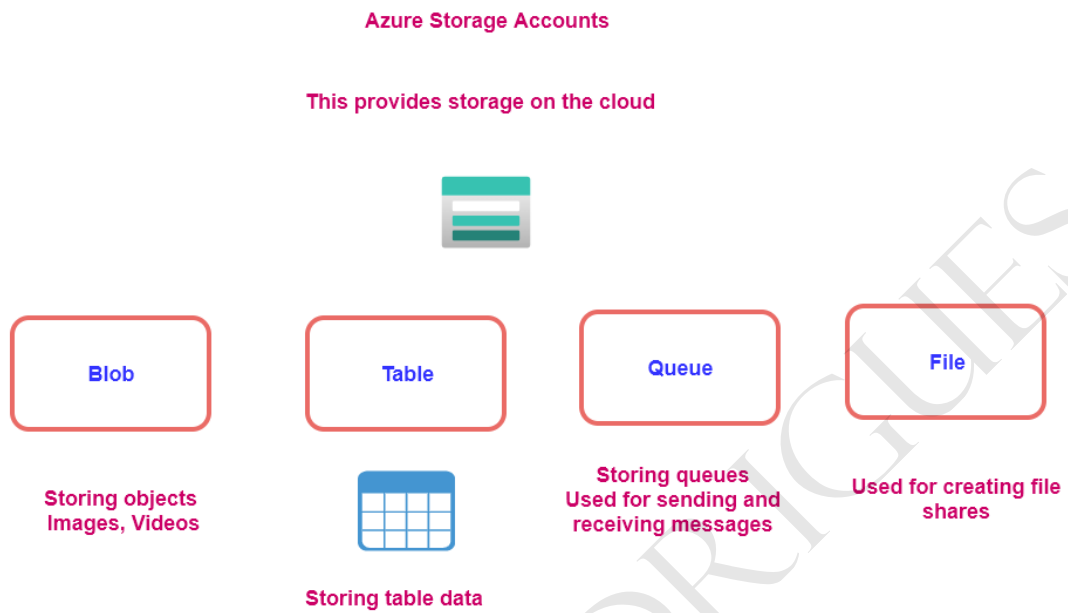 Azure Storage Accounts
This provides storage on the cloud
Blob
Table
Queue
File
Storing objects
Images, Videos
Storing table data
Storing queues
Used for sending and
receiving messages
Used for creating file
shares